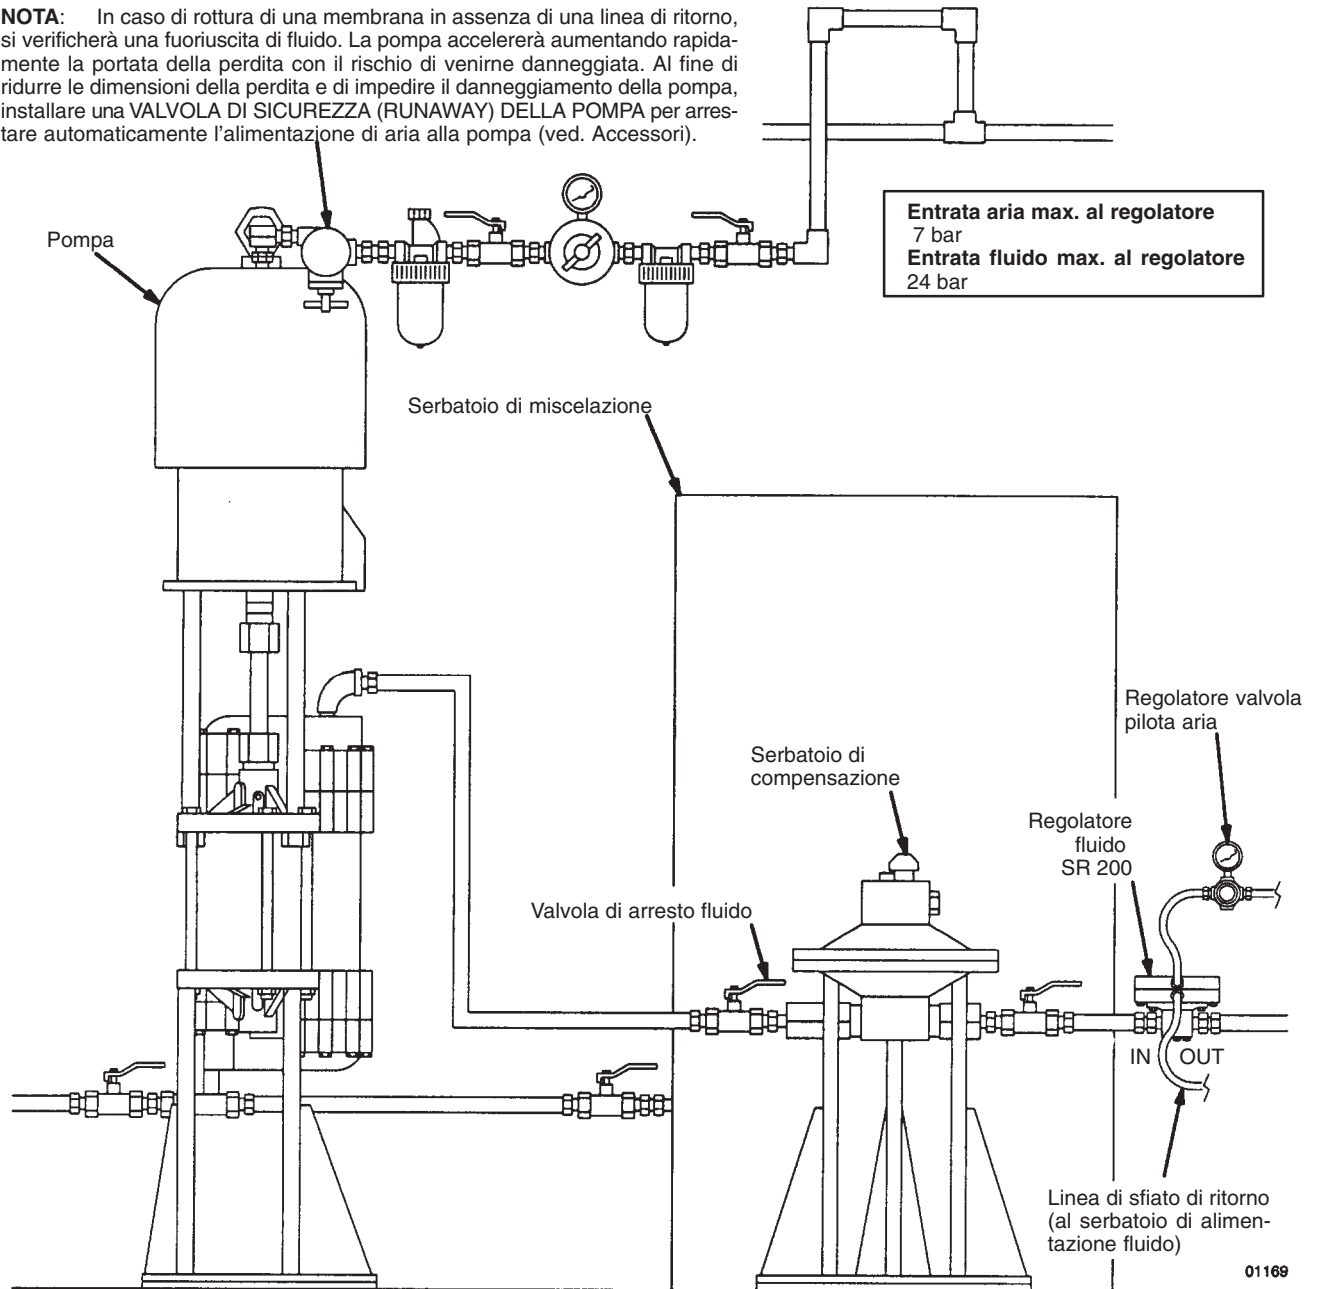 NOTA: In caso di rottura di una membrana in assenza di una linea di ritorno,
si verificherà una fuoriuscita di fluido. La pompa accelererà aumentando rapida-
mente la portata della perdita con il rischio di venirne danneggiata. Al fine di
ridurre le dimensioni della perdita e di impedire il danneggiamento della pompa,
installare una VALVOLA DI SICUREZZA (RUNAWAY) DELLA POMPA per arres-
tare automaticamente l'alimentazione di aria alla pompa (ved. Accessori).
Entrata aria max. al regolatore
7 bar
Entrata fluido max. al regolatore
24 bar
Pompa
Serbatoio di miscelazione
Regolatore valvola
pilota aria
Serbatoio di
compensazione
Regolatore
fluido
SR 200
Valvola di arresto fluido
IN OUT
Linea di sfiato di ritorno
(al serbatoio di alimen-
tazione fluido)
01169